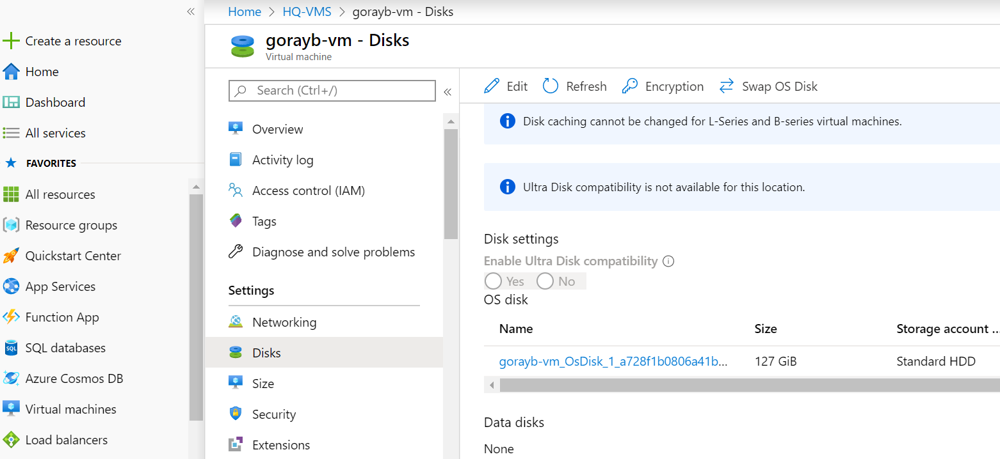 «
Create a resource
Home
Dashboard
All services
FAVORITES
All resources
Resource groups
Quickstart Center
App Services
Function App
SQL databases
SQL
Azure Cosmos DB
Virtual machines
Load balancers
Home > HQ-VMS > gorayb-vm - Disks
gorayb-vm - Disks
Virtual machine
Search (Ctrl+/)
«
Overview
Activity log
Access control (IAM)
Tags
Diagnose and solve problems
Settings
Networking
Disks
Size
Security
Extensions
Edit Refresh Encryption Swap OS Disk
Disk caching cannot be changed for L-Series and B-series virtual machines.
Ultra Disk compatibility is not available for this location.
Disk settings
Enable Ultra Disk compatibility
Yes No
OS disk
Name Size Storage account ...
gorayb-vm_OsDisk_1_a728f1b0806a41b... 127 GiB Standard HDD
Data disks
None